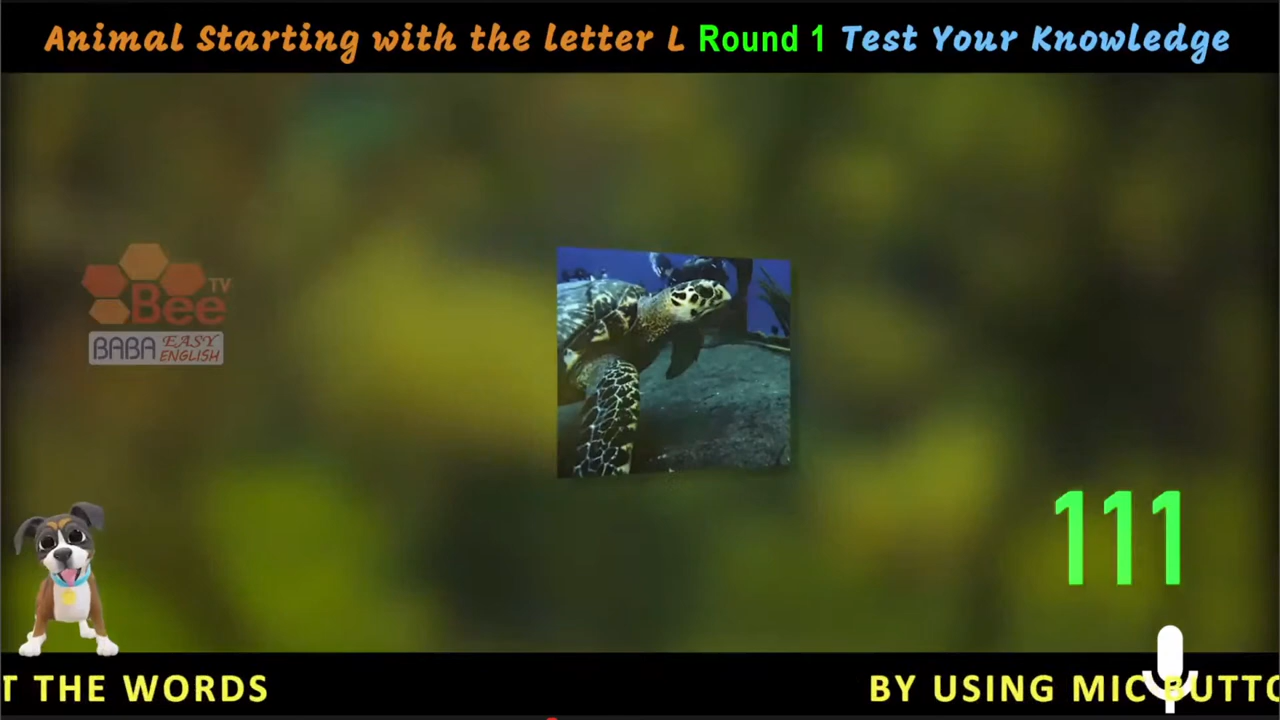 Animal Starting with the letter L Round 1 Test Your Knowledge
Bee TV
BABA EASY ENGLISH
111
T THE WORDS BY USING MIC BUTTO